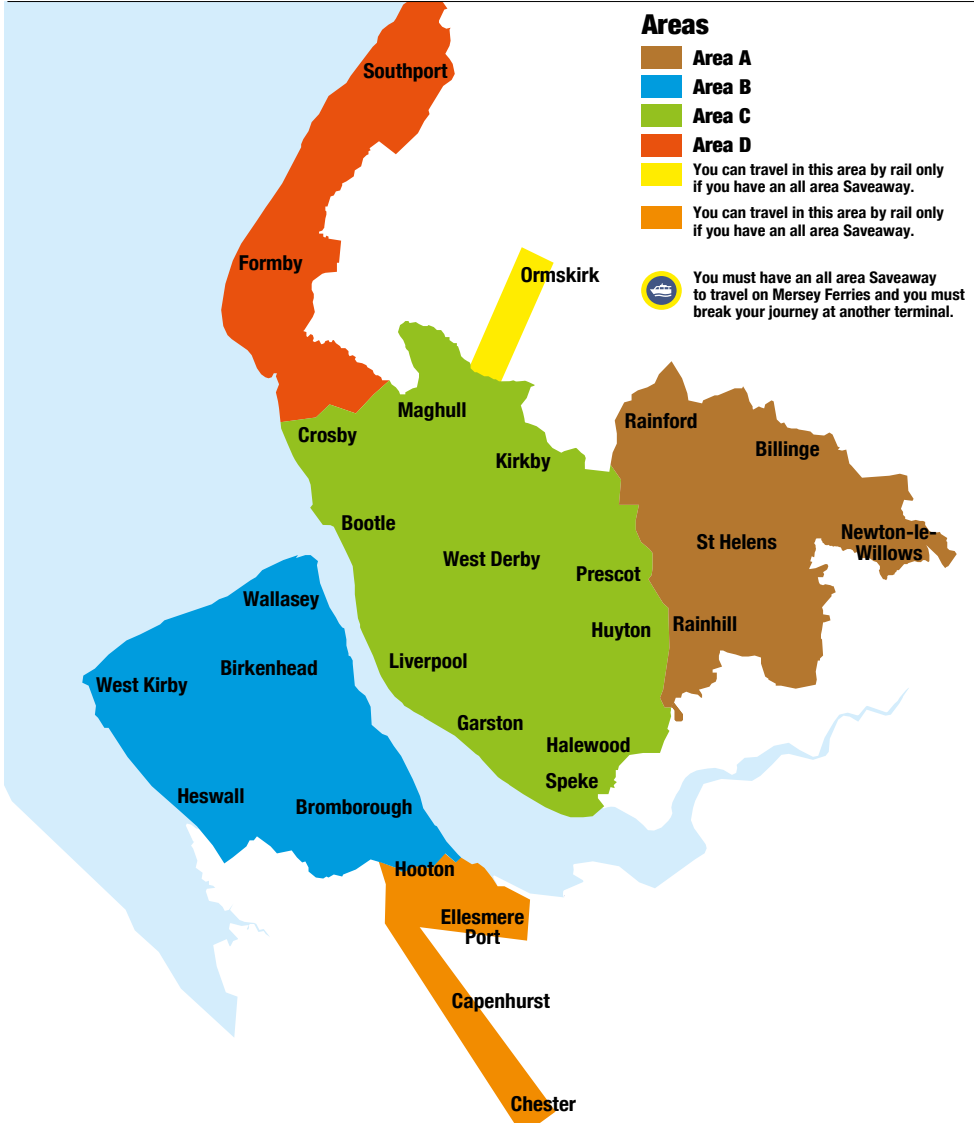 Areas
Area A
Area B
Area C
Area D
You can travel in this area by rail only
if you have an all area Saveaway.
You can travel in this area by rail only
if you have an all area Saveaway.
You must have an all area Saveaway
to travel on Mersey Ferries and you must
break your journey at another terminal.
Southport
Formby
Ormskirk
Crosby
Maghull
Kirkby
Rainford
Billinge
Bootle
West Derby
Prescot
St Helens
Newton-le-
Willows
Wallasey
Huyton
Rainhill
Birkenhead
Liverpool
West Kirby
Garston
Halewood
Speke
Heswall
Bromborough
Hooton
Ellesmere
Port
Capenhurst
Chester